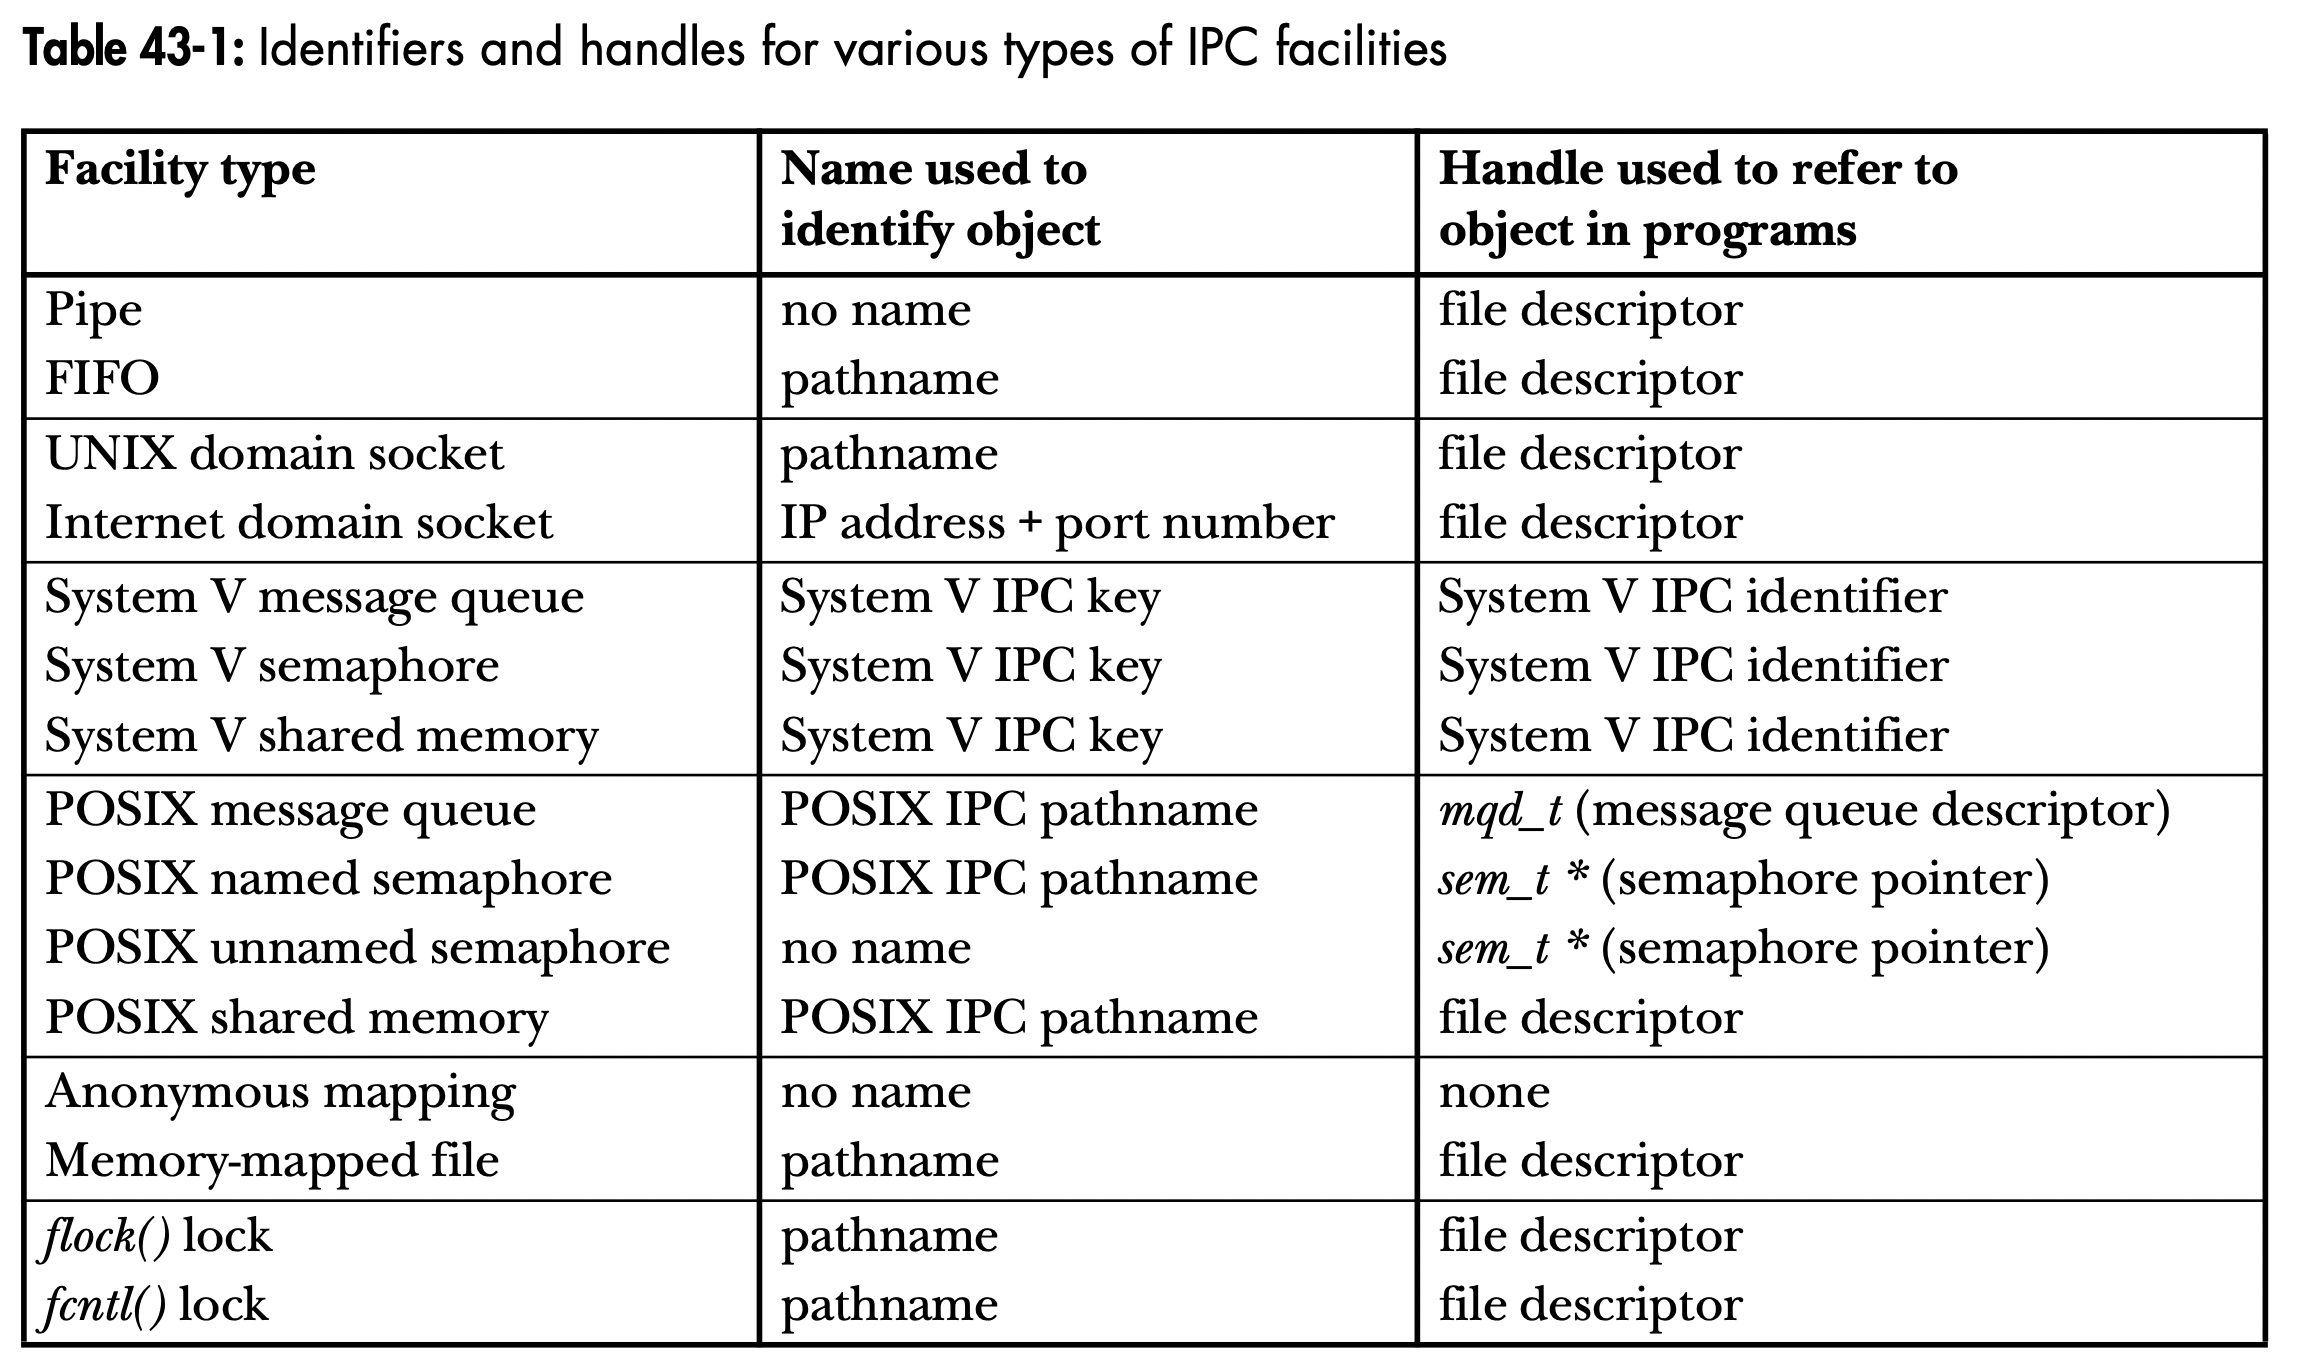 Table 43-1: Identifiers and handles for various types of IPC facilities
Facility type Name used to identify object Handle used to refer to object in programs
Pipe no name file descriptor
FIFO pathname file descriptor
UNIX domain socket pathname file descriptor
Internet domain socket IP address + port number file descriptor
System V message queue System V IPC key System V IPC identifier
System V semaphore System V IPC key System V IPC identifier
System V shared memory System V IPC key System V IPC identifier
POSIX message queue POSIX IPC pathname mqd_t (message queue descriptor)
POSIX named semaphore POSIX IPC pathname sem_t * (semaphore pointer)
POSIX unnamed semaphore no name sem_t * (semaphore pointer)
POSIX shared memory POSIX IPC pathname file descriptor
Anonymous mapping no name none
Memory-mapped file pathname file descriptor
flock() lock pathname file descriptor
fcntl() lock pathname file descriptor